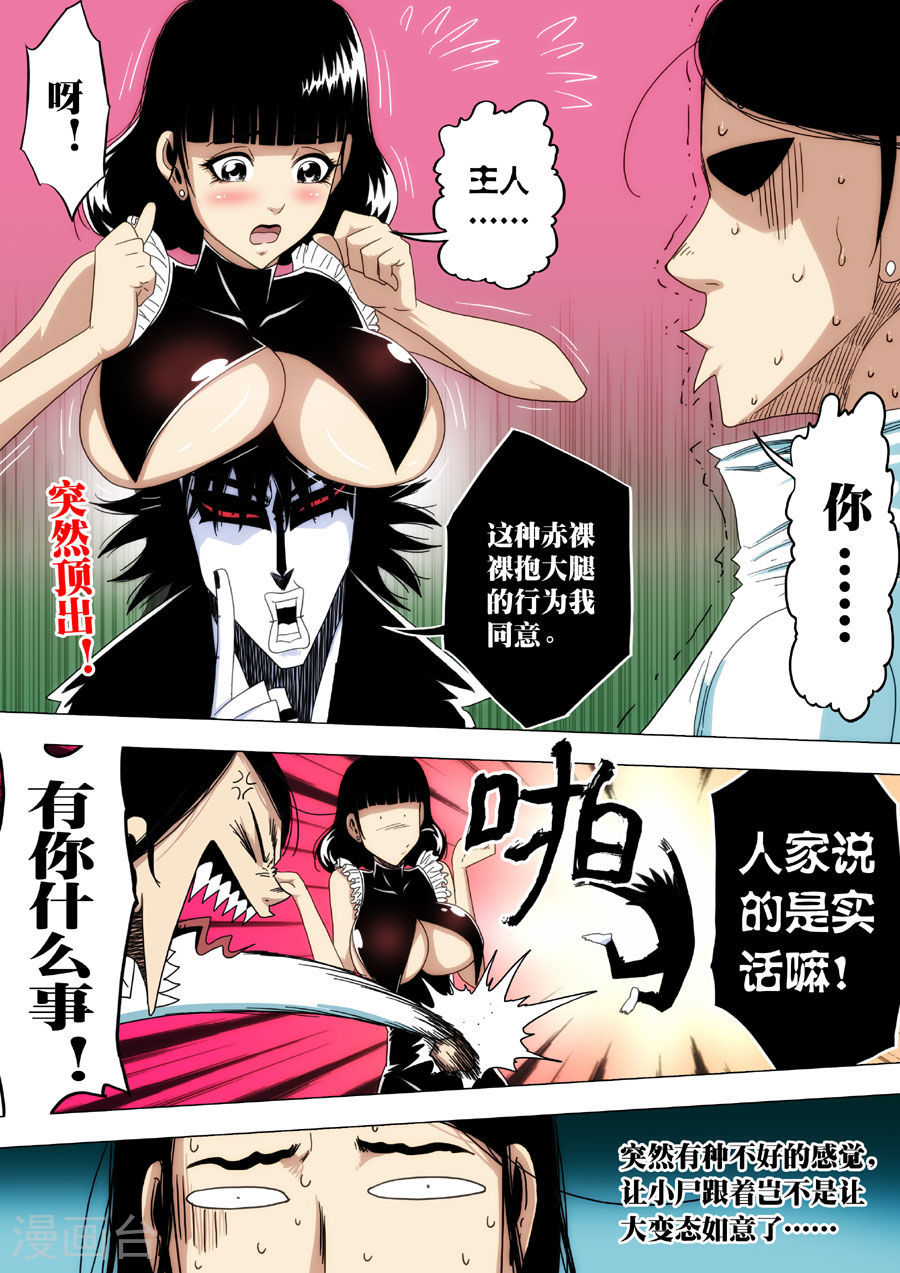 呀！
主人
……
你……
突然顶出！
这种赤裸
裸抱大腿
的行为我
同意。
有你什么事！
啪
人家说
的是实
话嘛！
突然有种不好的感觉，
让小尸跟着岂不是让
大变态如意了……
漫画台